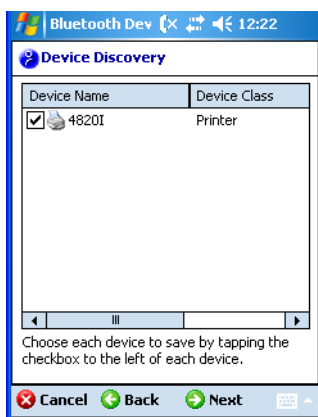 Bluetooth Dev 12:22
Device Discovery
Device Name Device Class
4820I Printer
Choose each device to save by tapping the
checkbox to the left of each device.
Cancel Back Next